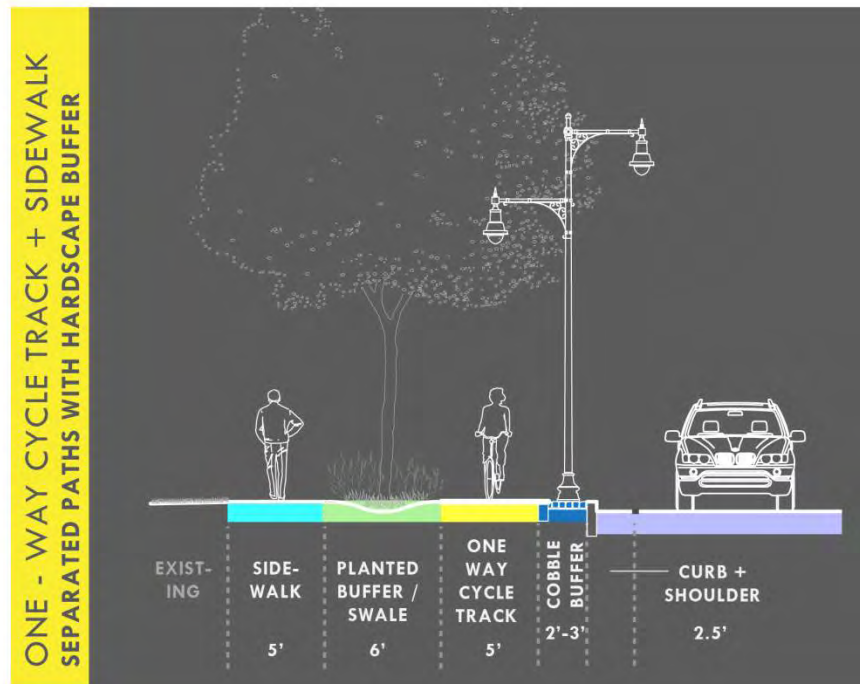 ONE - WAY CYCLE TRACK + SIDEWALK
SEPARATED PATHS WITH HARDSCAPE BUFFER
EXIST-
ING
SIDE-
WALK
5'
PLANTED
BUFFER /
SWALE
6'
ONE
WAY
CYCLE
TRACK
5'
COBBLE
BUFFER
2'-3'
CURB +
SHOULDER
2.5'